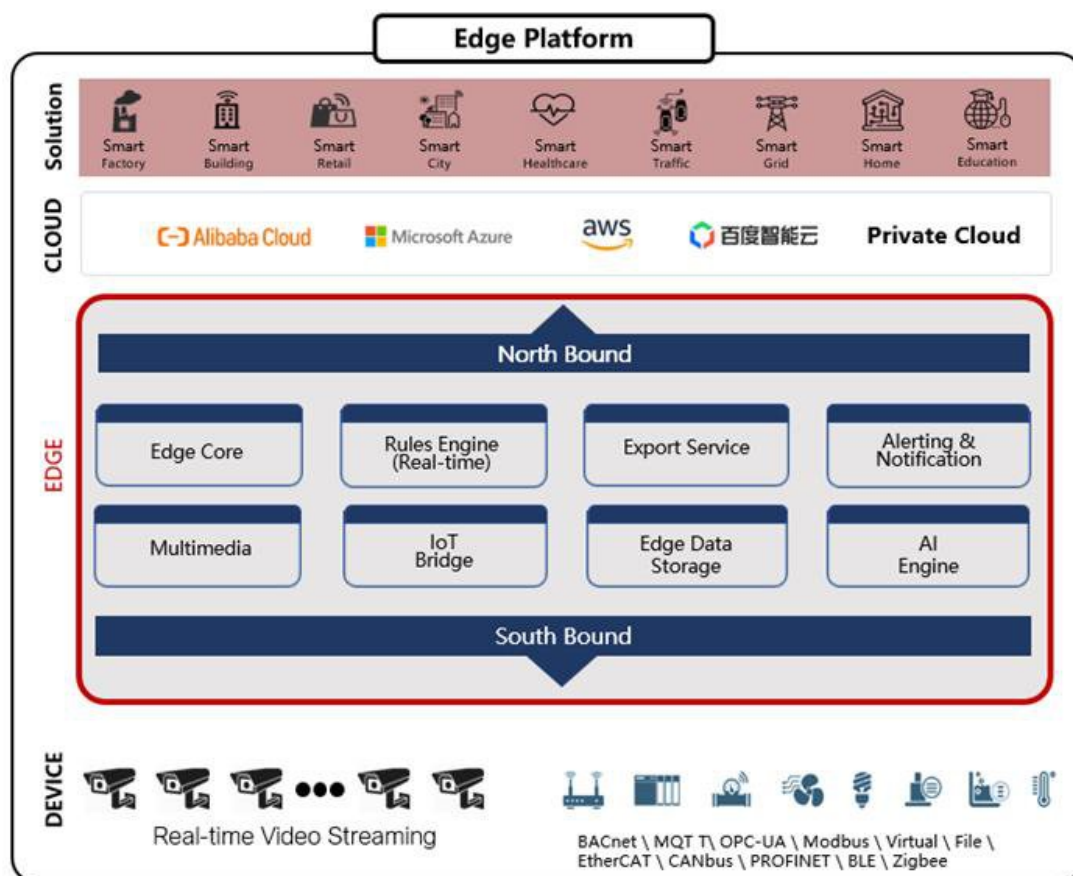 Edge Platform
Solution
Smart
Factory
Smart
Building
Smart
Retail
Smart
City
Smart
Healthcare
Smart
Traffic
Smart
Grid
Smart
Home
Smart
Education
CLOUD
Alibaba Cloud
Microsoft Azure
aws
百度智能云
Private Cloud
EDGE
North Bound
Edge Core
Rules Engine
(Real-time)
Export Service
Alerting &
Notification
Multimedia
IoT
Bridge
Edge Data
Storage
AI
Engine
South Bound
DEVICE
Real-time Video Streaming
BACnet \ MQT T\ OPC-UA \ Modbus \ Virtual \ File \
EtherCAT \ CANbus \ PROFINET \ BLE \ Zigbee